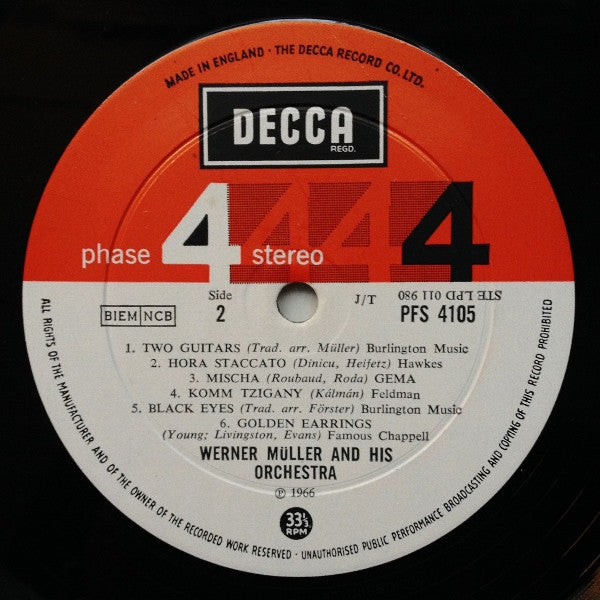 MADE IN ENGLAND · THE DECCA RECORD CO. LTD.
DECCA
REGD.
phase 4 stereo 4 4 4
BIEM NCB
Side
2
J/T
STE LPD 011 980
PFS 4105
1. TWO GUITARS (Trad. arr. Müller) Burlington Music
2. HORA STACCATO (Dinicu, Heifetz) Hawkes
3. MISCHA (Roubaud, Roda) GEMA
4. KOMM TZIGANY (Kálmán) Feldman
5. BLACK EYES (Trad. arr. Förster) Burlington Music
6. GOLDEN EARRINGS
(Young; Livingston, Evans) Famous Chappell
WERNER MÜLLER AND HIS
ORCHESTRA
℗ 1966
33⅓
RPM
ALL RIGHTS OF THE MANUFACTURER AND OF THE OWNER OF THE RECORDED WORK RESERVED · UNAUTHORISED PUBLIC PERFORMANCE BROADCASTING AND COPYING OF THIS RECORD PROHIBITED